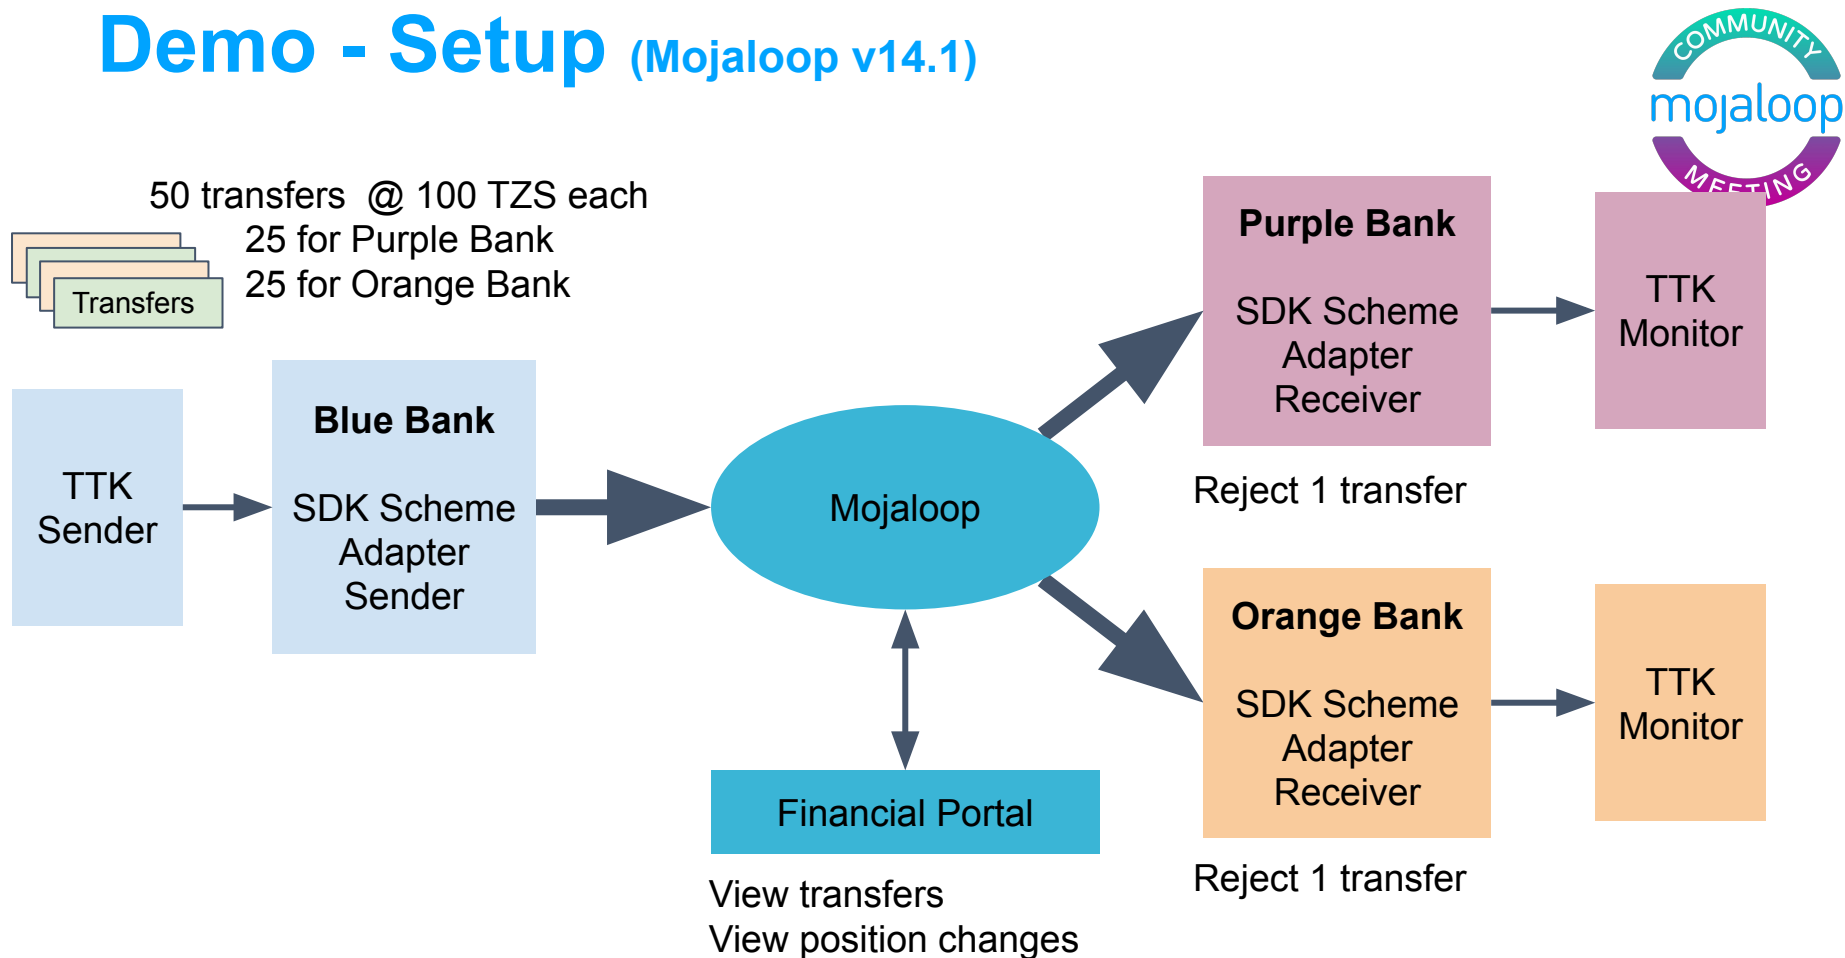 Demo - Setup (Mojaloop v14.1)
COMMUNITY
mojaloop
MEETING
50 transfers @ 100 TZS each
25 for Purple Bank
25 for Orange Bank
Transfers
TTK
Sender
Blue Bank
SDK Scheme
Adapter
Sender
Mojaloop
Purple Bank
SDK Scheme
Adapter
Receiver
TTK
Monitor
Reject 1 transfer
Orange Bank
SDK Scheme
Adapter
Receiver
TTK
Monitor
Reject 1 transfer
Financial Portal
View transfers
View position changes